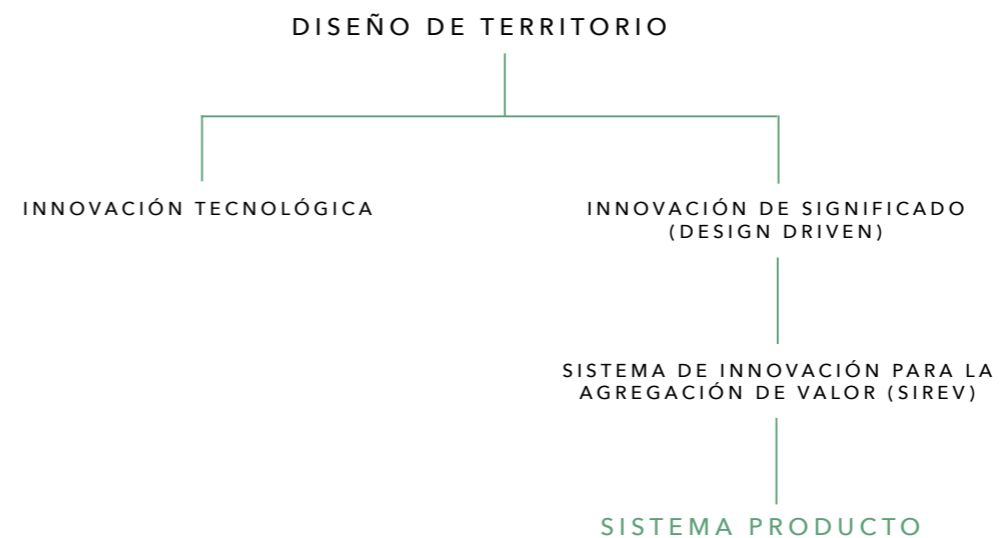 DISEÑO DE TERRITORIO
INNOVACIÓN TECNOLÓGICA
INNOVACIÓN DE SIGNIFICADO
(DESIGN DRIVEN)
SISTEMA DE INNOVACIÓN PARA LA
AGREGACIÓN DE VALOR (SIREV)
SISTEMA PRODUCTO